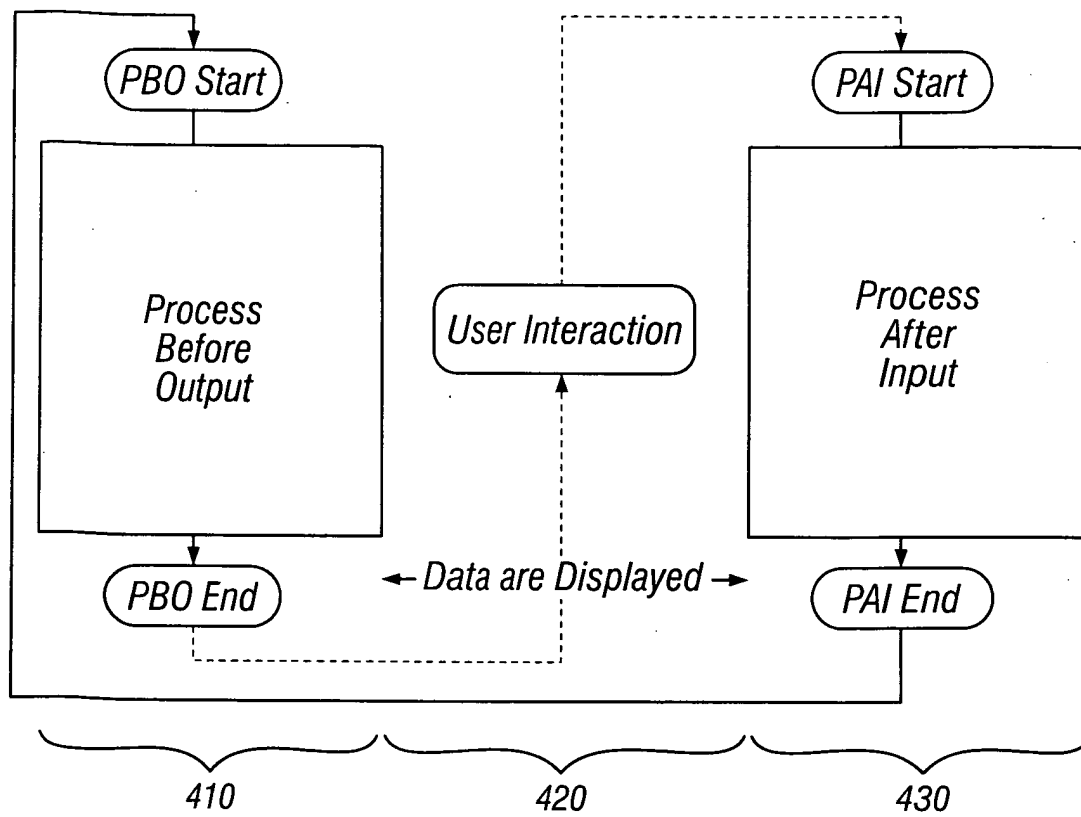 PBO Start
PAI Start
Process
Before
Output
User Interaction
Process
After
Input
Data are Displayed
PBO End
PAI End
410
420
430